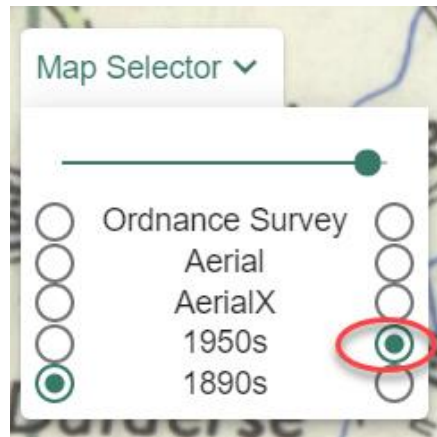 Map Selector
Ordnance Survey
Aerial
AerialX
1950s
1890s